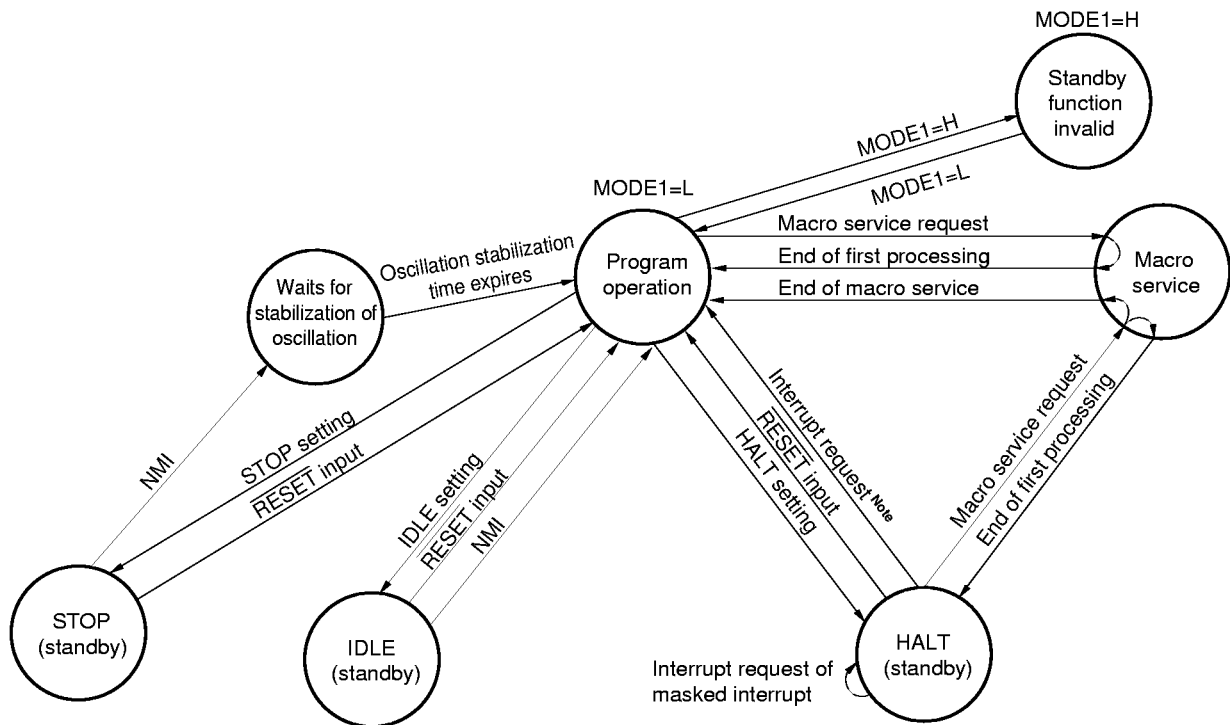 MODE1=H
Standby
function
invalid
MODE1=H
MODE1=L
MODE1=L
Macro service request
End of first processing
End of macro service
Macro
service
Program
operation
Oscillation stabilization
time expires
Waits for
stabilization of
oscillation
NMI
STOP setting
RESET input
IDLE setting
RESET input
NMI
Interrupt request Note
RESET input
HALT setting
Macro service request
End of first processing
STOP
(standby)
IDLE
(standby)
HALT
(standby)
Interrupt request of
masked interrupt